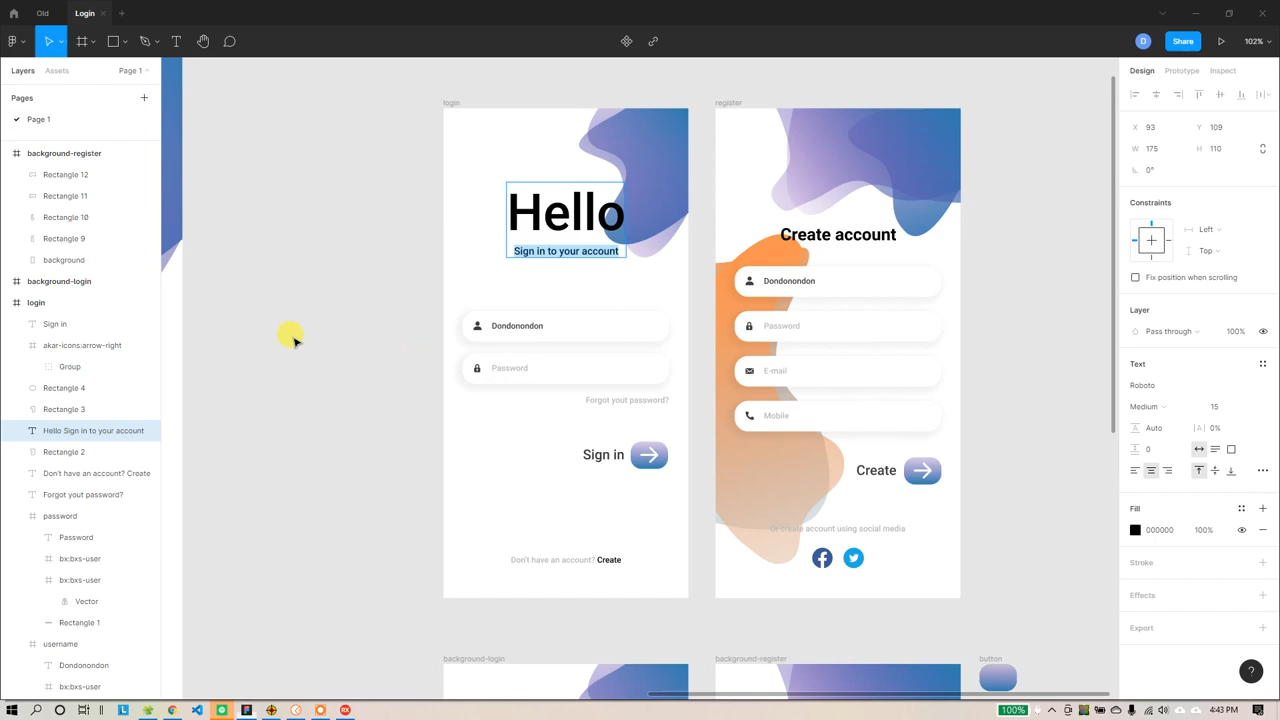 Old
Login
D
Share
102%
Layers
Assets
Page 1
Pages
Page 1
background-register
Rectangle 12
Rectangle 11
Rectangle 10
Rectangle 9
background
background-login
login
Sign in
akar-icons:arrow-right
Group
Rectangle 4
Rectangle 3
Hello Sign in to your account
Rectangle 2
Don't have an account? Create
Forgot yout password?
password
Password
bx:bxs-user
bx:bxs-user
Vector
Rectangle 1
username
Dondonondon
bx:bxs-user
login
Hello
Sign in to your account
Dondonondon
Password
Forgot yout password?
Sign in
Don't have an account? Create
register
Create account
Dondonondon
Password
E-mail
Mobile
Create
Or create account using social media
background-login
background-register
button
Design
Prototype
Inspect
X 93
Y 109
W 175
H 110
0°
Constraints
Left
Top
Fix position when scrolling
Layer
Pass through
100%
Text
Roboto
Medium
15
Auto
0%
0
Fill
000000
100%
Stroke
Effects
Export
?
100%
4:43 PM